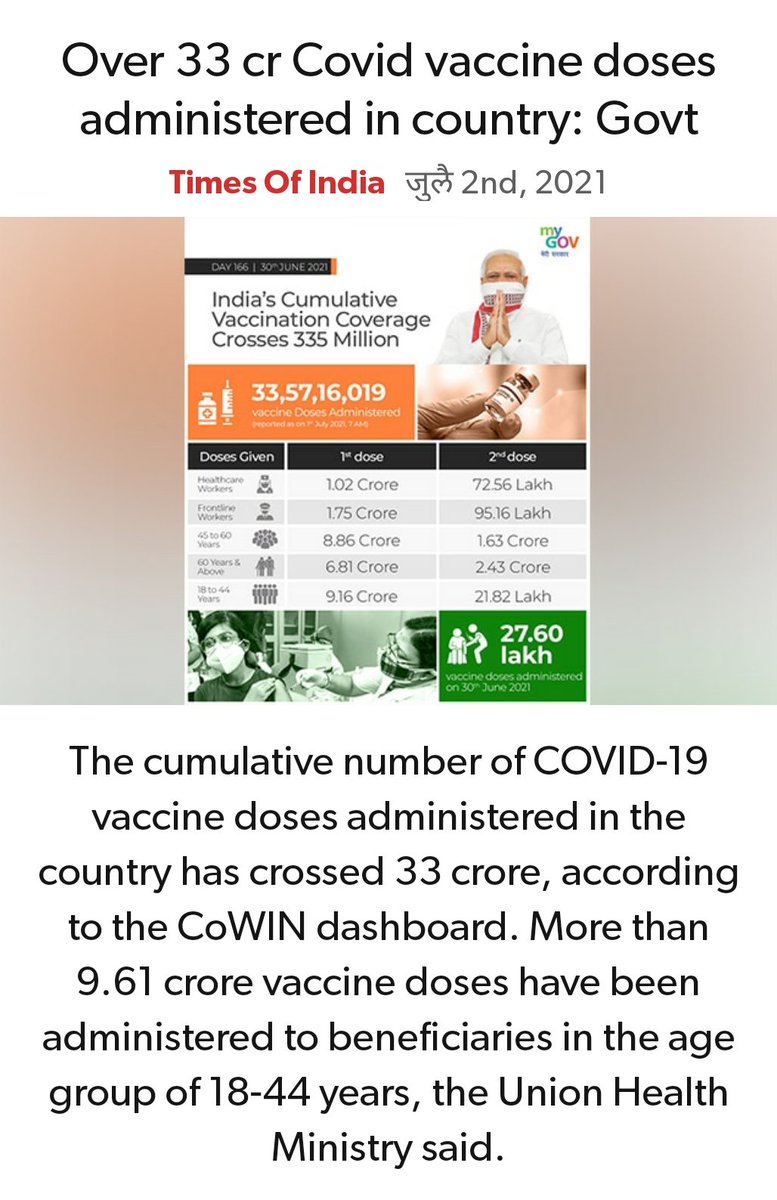 Over 33 cr Covid vaccine doses
administered in country: Govt
Times Of India जुलै 2nd, 2021
my
GOV
मेरी सरकार
DAY 166 | 30th JUNE 2021
India's Cumulative
Vaccination Coverage
Crosses 335 Million
33,57,16,019
vaccine Doses Administered
(reported as on 1st July 2021, 7 AM)
Doses Given 1st dose 2nd dose
Healthcare
Workers 1.02 Crore 72.56 Lakh
Frontline
Workers 1.75 Crore 95.16 Lakh
45 to 60
Years 8.86 Crore 1.63 Crore
60 Years &
Above 6.81 Crore 2.43 Crore
18 to 44
Years 9.16 Crore 21.82 Lakh
27.60
lakh
vaccine doses administered
on 30th June 2021
The cumulative number of COVID-19
vaccine doses administered in the
country has crossed 33 crore, according
to the CoWIN dashboard. More than
9.61 crore vaccine doses have been
administered to beneficiaries in the age
group of 18-44 years, the Union Health
Ministry said.